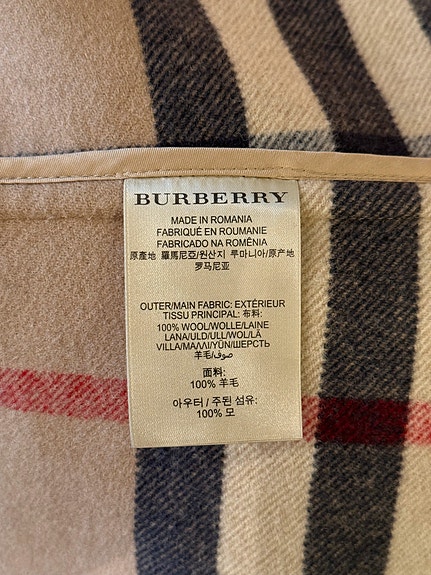 BURBERRY
MADE IN ROMANIA
FABRIQUÉ EN ROUMANIE
FABRICADO NA ROMÊNIA
原產地 羅馬尼亞/원산지 루마니아/原产地
罗马尼亚
OUTER/MAIN FABRIC: EXTÉRIEUR
TISSU PRINCIPAL: 布料:
100% WOOL/WOLLE/LAINE
LANA/ULD/ULL/WOL/LÃ
VILLA/ΜΑΛΛΙ/YÜN/ШЕРСТЬ
羊毛/صوف
面料:
100% 羊毛
아우터 / 주된 섬유:
100% 모